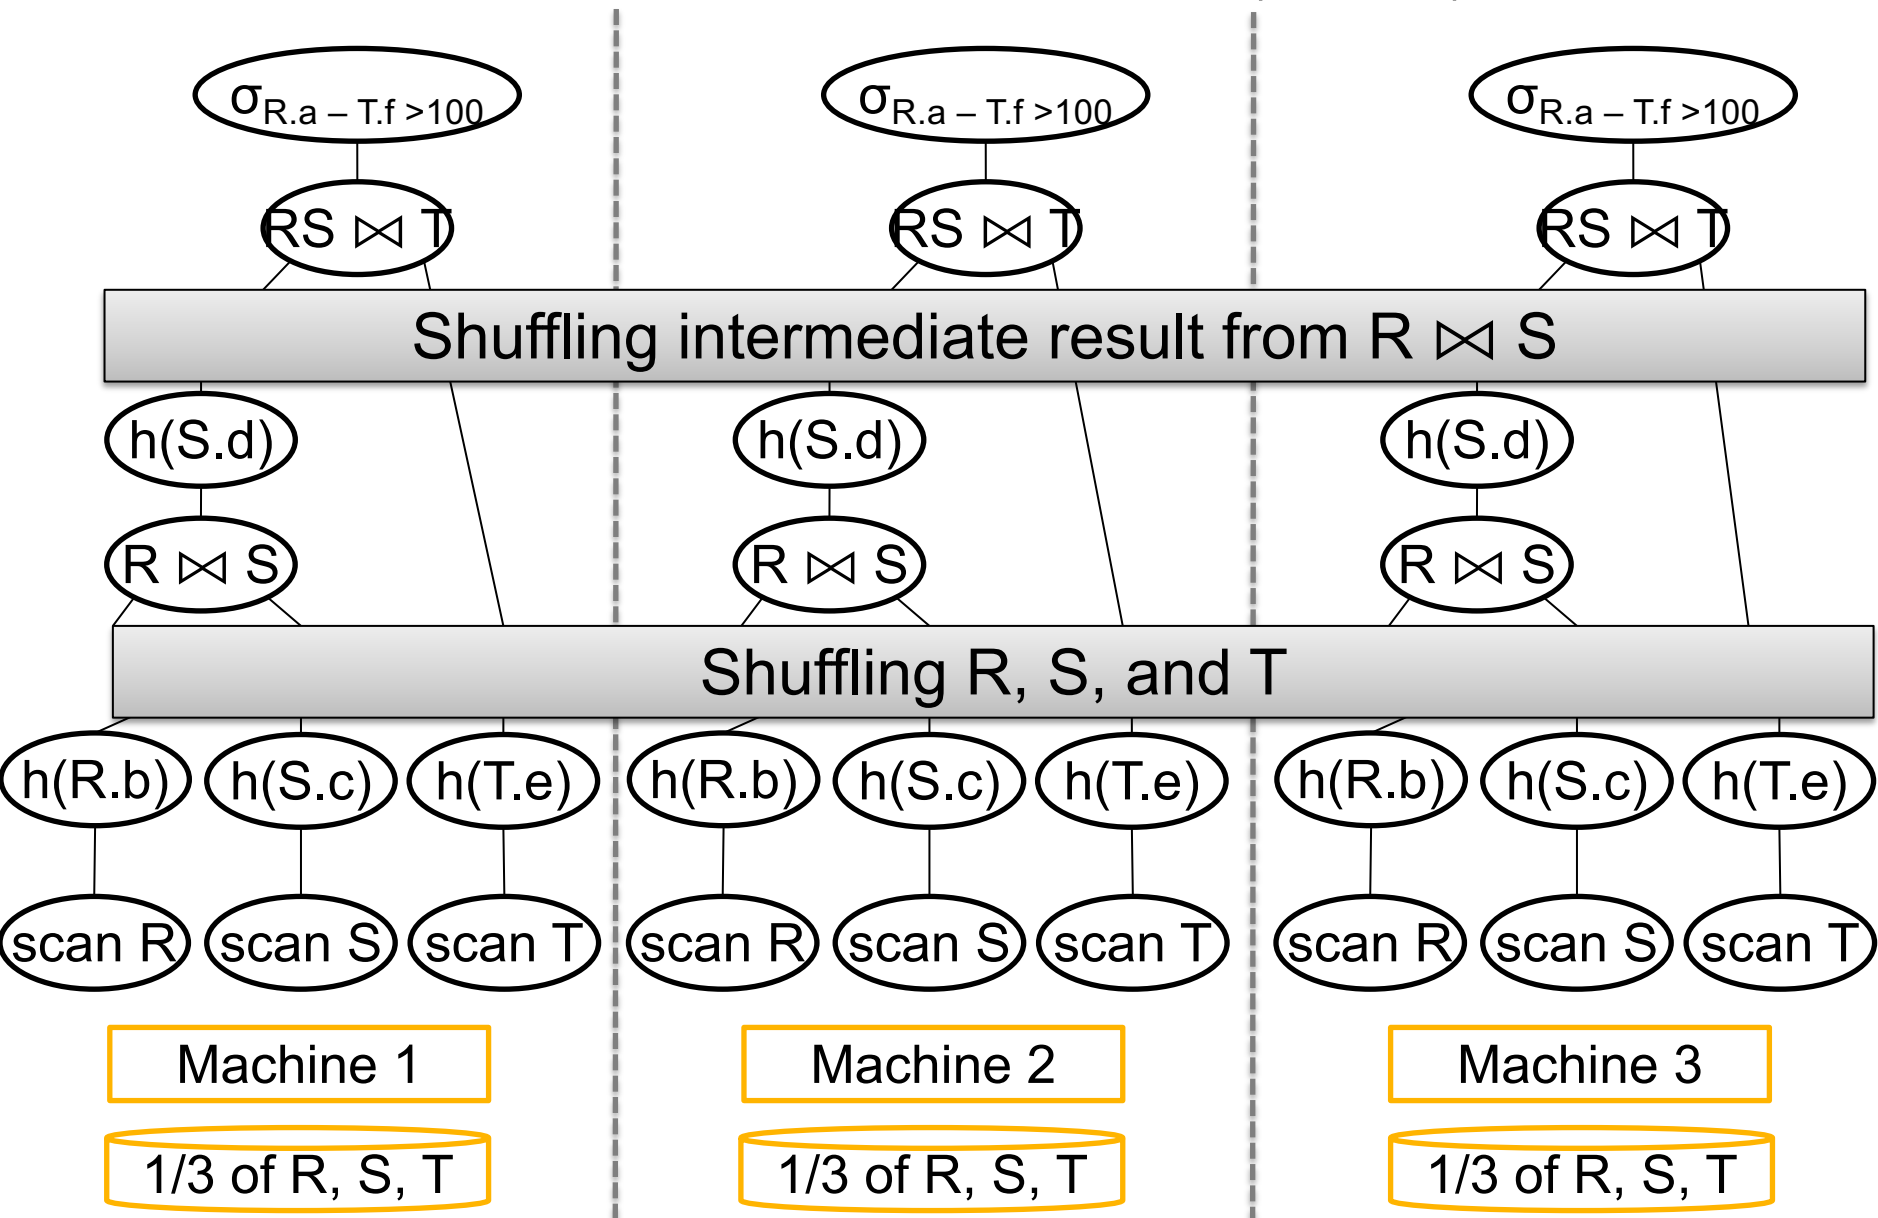 σR.a – T.f >100 σR.a – T.f >100 σR.a – T.f >100
RS ⋈ T RS ⋈ T RS ⋈ T
Shuffling intermediate result from R ⋈ S
h(S.d) h(S.d) h(S.d)
R ⋈ S R ⋈ S R ⋈ S
Shuffling R, S, and T
h(R.b) h(S.c) h(T.e) h(R.b) h(S.c) h(T.e) h(R.b) h(S.c) h(T.e)
scan R scan S scan T scan R scan S scan T scan R scan S scan T
Machine 1 Machine 2 Machine 3
1/3 of R, S, T 1/3 of R, S, T 1/3 of R, S, T